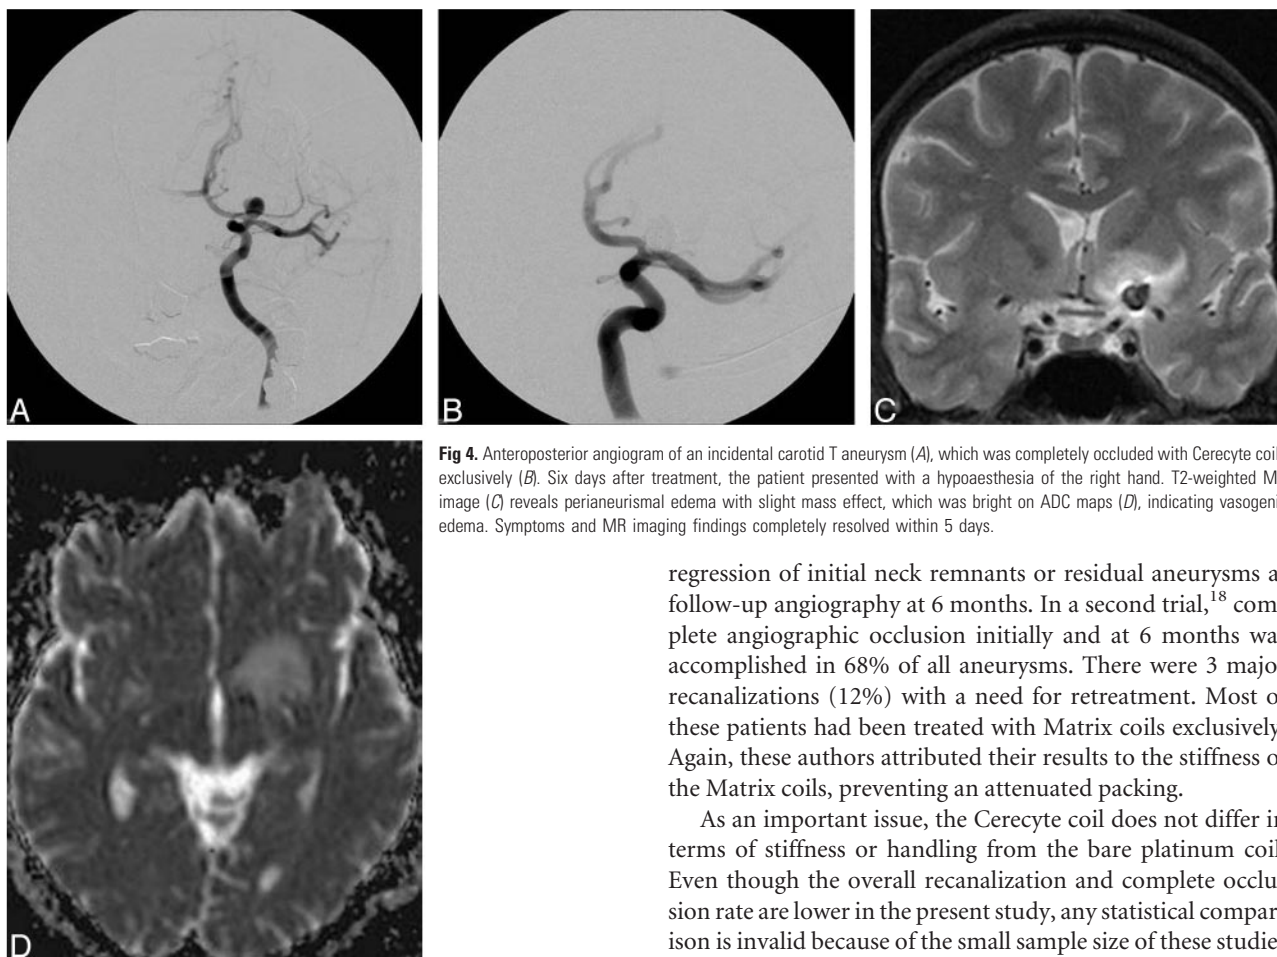 A
B
C
D
Fig 4. Anteroposterior angiogram of an incidental carotid T aneurysm (A), which was completely occluded with Cerecyte coil
exclusively (B). Six days after treatment, the patient presented with a hypoaesthesia of the right hand. T2-weighted M
image (C) reveals perianeurismal edema with slight mass effect, which was bright on ADC maps (D), indicating vasogeni
edema. Symptoms and MR imaging findings completely resolved within 5 days.
regression of initial neck remnants or residual aneurysms a
follow-up angiography at 6 months. In a second trial,18 com
plete angiographic occlusion initially and at 6 months wa
accomplished in 68% of all aneurysms. There were 3 majo
recanalizations (12%) with a need for retreatment. Most o
these patients had been treated with Matrix coils exclusively
Again, these authors attributed their results to the stiffness o
the Matrix coils, preventing an attenuated packing.
As an important issue, the Cerecyte coil does not differ in
terms of stiffness or handling from the bare platinum coil
Even though the overall recanalization and complete occlu
sion rate are lower in the present study, any statistical compar
ison is invalid because of the small sample size of these studie